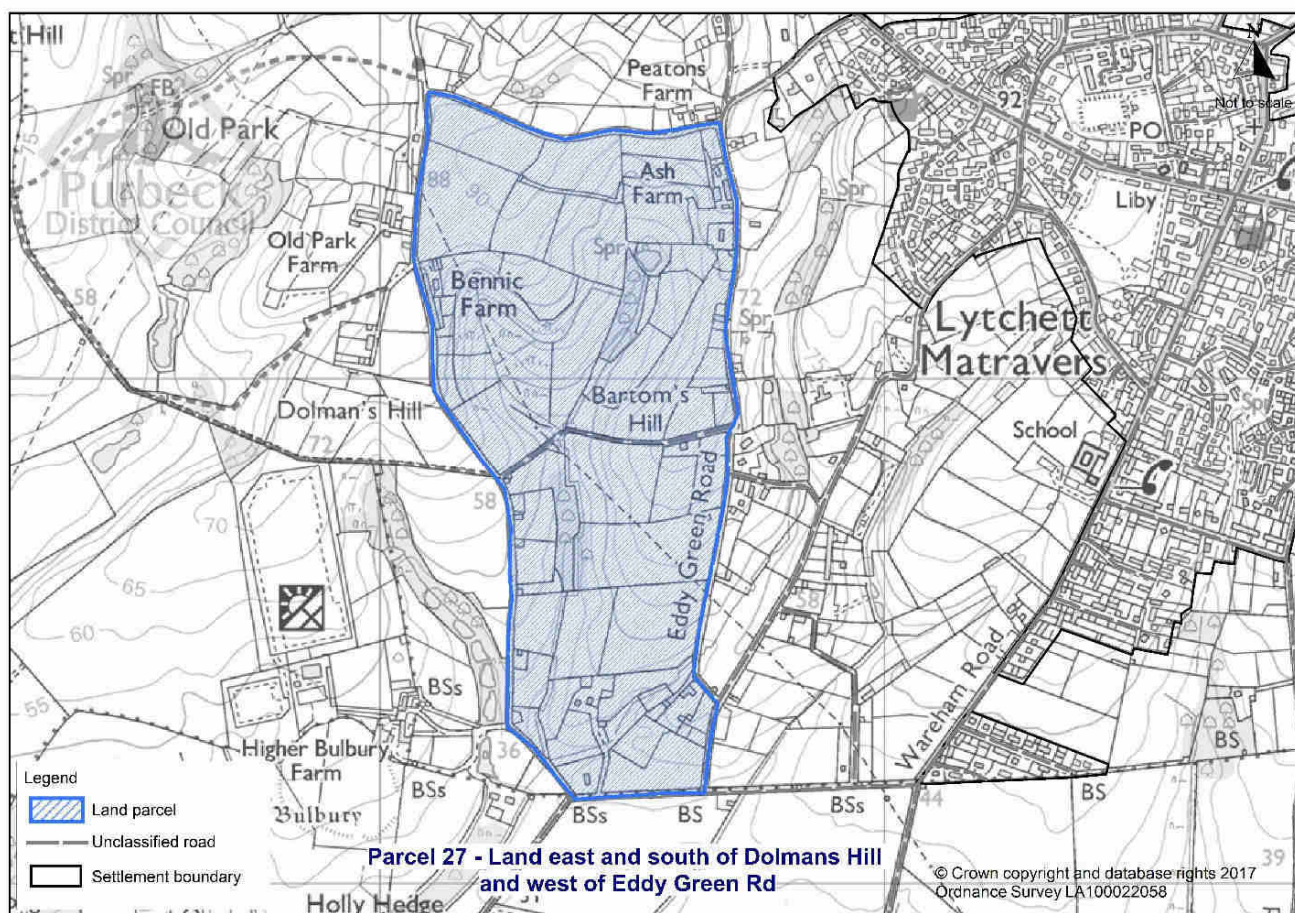 t Hill
Spr
FB
Old Park
Purbeck
District Council
Old Park
Farm
58
88
90
Peatons
Farm
Ash
Farm
Spr
Bennic
Farm
72
Spr
Spr
92
PO
Liby
N
Not to scale
Lytchett
Matravers
School
Spr
Dolman's Hill
Bartom's
Hill
72
58
70
65
60
55
Eddy Green Road
58
Wareham Road
BSs
36
Higher Bulbury
Farm
BSs
Bulbury
BSs
BS
BSs
44
BS
BS
39
Holly Hedge
Legend
Land parcel
Unclassified road
Settlement boundary
Parcel 27 - Land east and south of Dolmans Hill
and west of Eddy Green Rd
© Crown copyright and database rights 2017
Ordnance Survey LA100022058